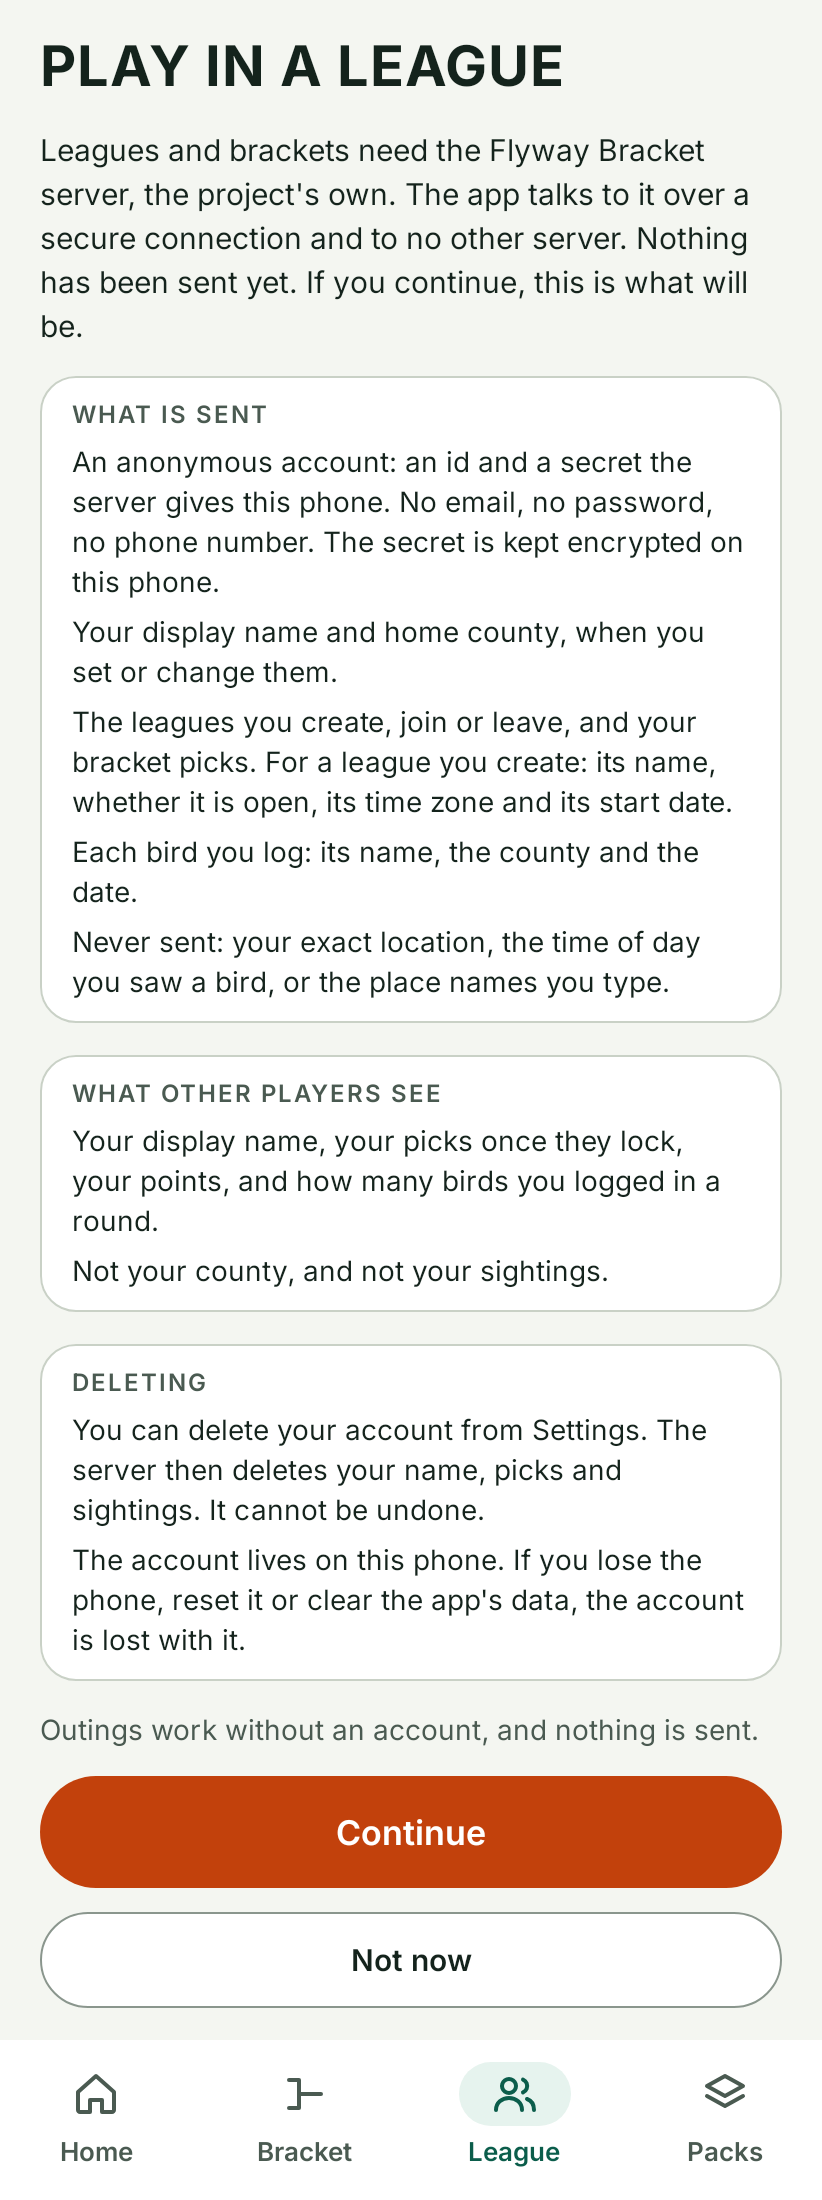 PLAY IN A LEAGUE
Leagues and brackets need the Flyway Bracket
server, the project's own. The app talks to it over a
secure connection and to no other server. Nothing
has been sent yet. If you continue, this is what will
be.
WHAT IS SENT
An anonymous account: an id and a secret the
server gives this phone. No email, no password,
no phone number. The secret is kept encrypted on
this phone.
Your display name and home county, when you
set or change them.
The leagues you create, join or leave, and your
bracket picks. For a league you create: its name,
whether it is open, its time zone and its start date.
Each bird you log: its name, the county and the
date.
Never sent: your exact location, the time of day
you saw a bird, or the place names you type.
WHAT OTHER PLAYERS SEE
Your display name, your picks once they lock,
your points, and how many birds you logged in a
round.
Not your county, and not your sightings.
DELETING
You can delete your account from Settings. The
server then deletes your name, picks and
sightings. It cannot be undone.
The account lives on this phone. If you lose the
phone, reset it or clear the app's data, the account
is lost with it.
Outings work without an account, and nothing is sent.
Continue
Not now
Home
Bracket
League
Packs